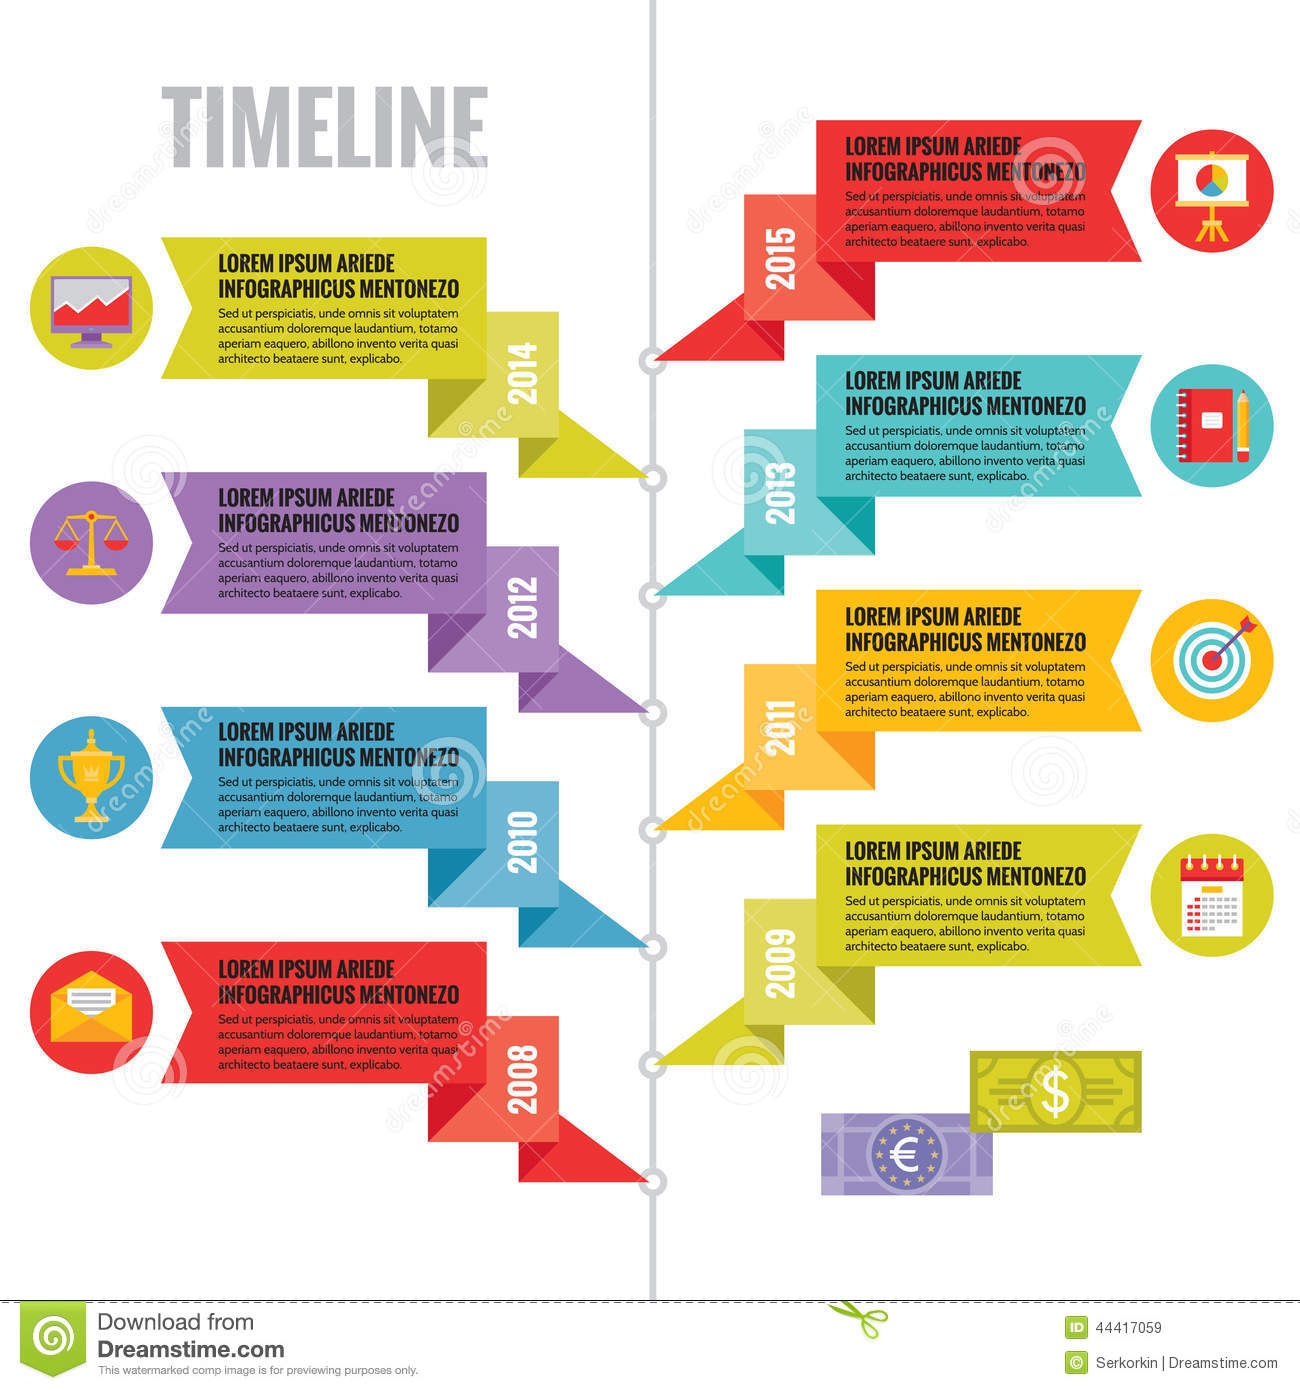 TIMELINE
LOREM IPSUM ARIEDE
INFOGRAPHICUS MENTONEZO
Sed ut perspiciatis, unde omnis sit voluptatem
accusantium doloremque laudantium, totamo
aperiam eaquero, abillono invento verita quasi
architecto beataere sunt, explicabo.
2015
LOREM IPSUM ARIEDE
INFOGRAPHICUS MENTONEZO
Sed ut perspiciatis, unde omnis sit voluptatem
accusantium doloremque laudantium, totamo
aperiam eaquero, abillono invento verita quasi
architecto beataere sunt, explicabo.
2014
LOREM IPSUM ARIEDE
INFOGRAPHICUS MENTONEZO
Sed ut perspiciatis, unde omnis sit voluptatem
accusantium doloremque laudantium, totamo
aperiam eaquero, abillono invento verita quasi
architecto beataere sunt, explicabo.
2013
LOREM IPSUM ARIEDE
INFOGRAPHICUS MENTONEZO
Sed ut perspiciatis, unde omnis sit voluptatem
accusantium doloremque laudantium, totamo
aperiam eaquero, abillono invento verita quasi
architecto beataere sunt, explicabo.
2012
LOREM IPSUM ARIEDE
INFOGRAPHICUS MENTONEZO
Sed ut perspiciatis, unde omnis sit voluptatem
accusantium doloremque laudantium, totamo
aperiam eaquero, abillono invento verita quasi
architecto beataere sunt, explicabo.
2011
LOREM IPSUM ARIEDE
INFOGRAPHICUS MENTONEZO
Sed ut perspiciatis, unde omnis sit voluptatem
accusantium doloremque laudantium, totamo
aperiam eaquero, abillono invento verita quasi
architecto beataere sunt, explicabo.
2010
LOREM IPSUM ARIEDE
INFOGRAPHICUS MENTONEZO
Sed ut perspiciatis, unde omnis sit voluptatem
accusantium doloremque laudantium, totamo
aperiam eaquero, abillono invento verita quasi
architecto beataere sunt, explicabo.
2009
LOREM IPSUM ARIEDE
INFOGRAPHICUS MENTONEZO
Sed ut perspiciatis, unde omnis sit voluptatem
accusantium doloremque laudantium, totamo
aperiam eaquero, abillono invento verita quasi
architecto beataere sunt, explicabo.
2008
$
€
Download from
Dreamstime.com
This watermarked comp image is for previewing purposes only.
ID 44417059
© Serkorkin | Dreamstime.com